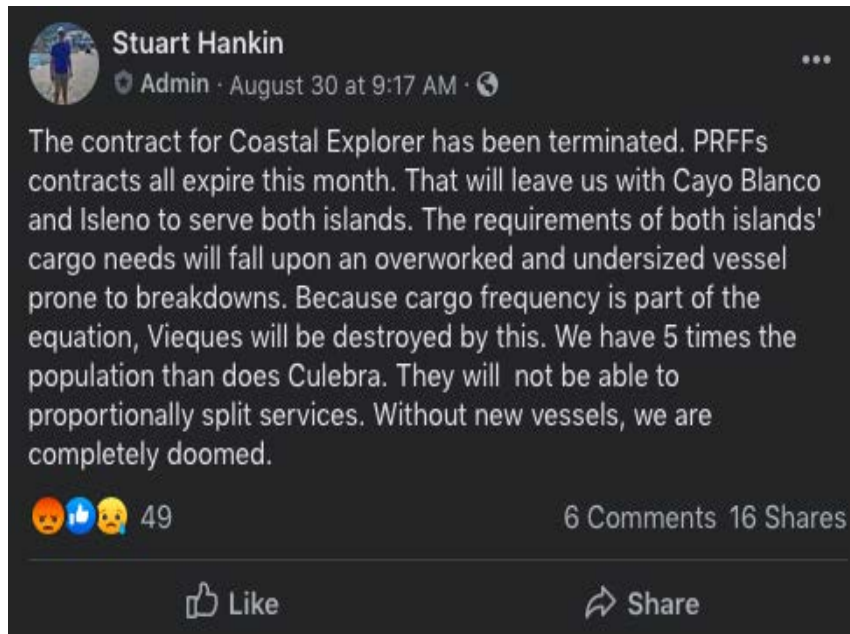 Stuart Hankin
Admin · August 30 at 9:17 AM ·
The contract for Coastal Explorer has been terminated. PRFFs
contracts all expire this month. That will leave us with Cayo Blanco
and Isleno to serve both islands. The requirements of both islands'
cargo needs will fall upon an overworked and undersized vessel
prone to breakdowns. Because cargo frequency is part of the
equation, Vieques will be destroyed by this. We have 5 times the
population than does Culebra. They will not be able to
proportionally split services. Without new vessels, we are
completely doomed.
49
6 Comments 16 Shares
Like
Share